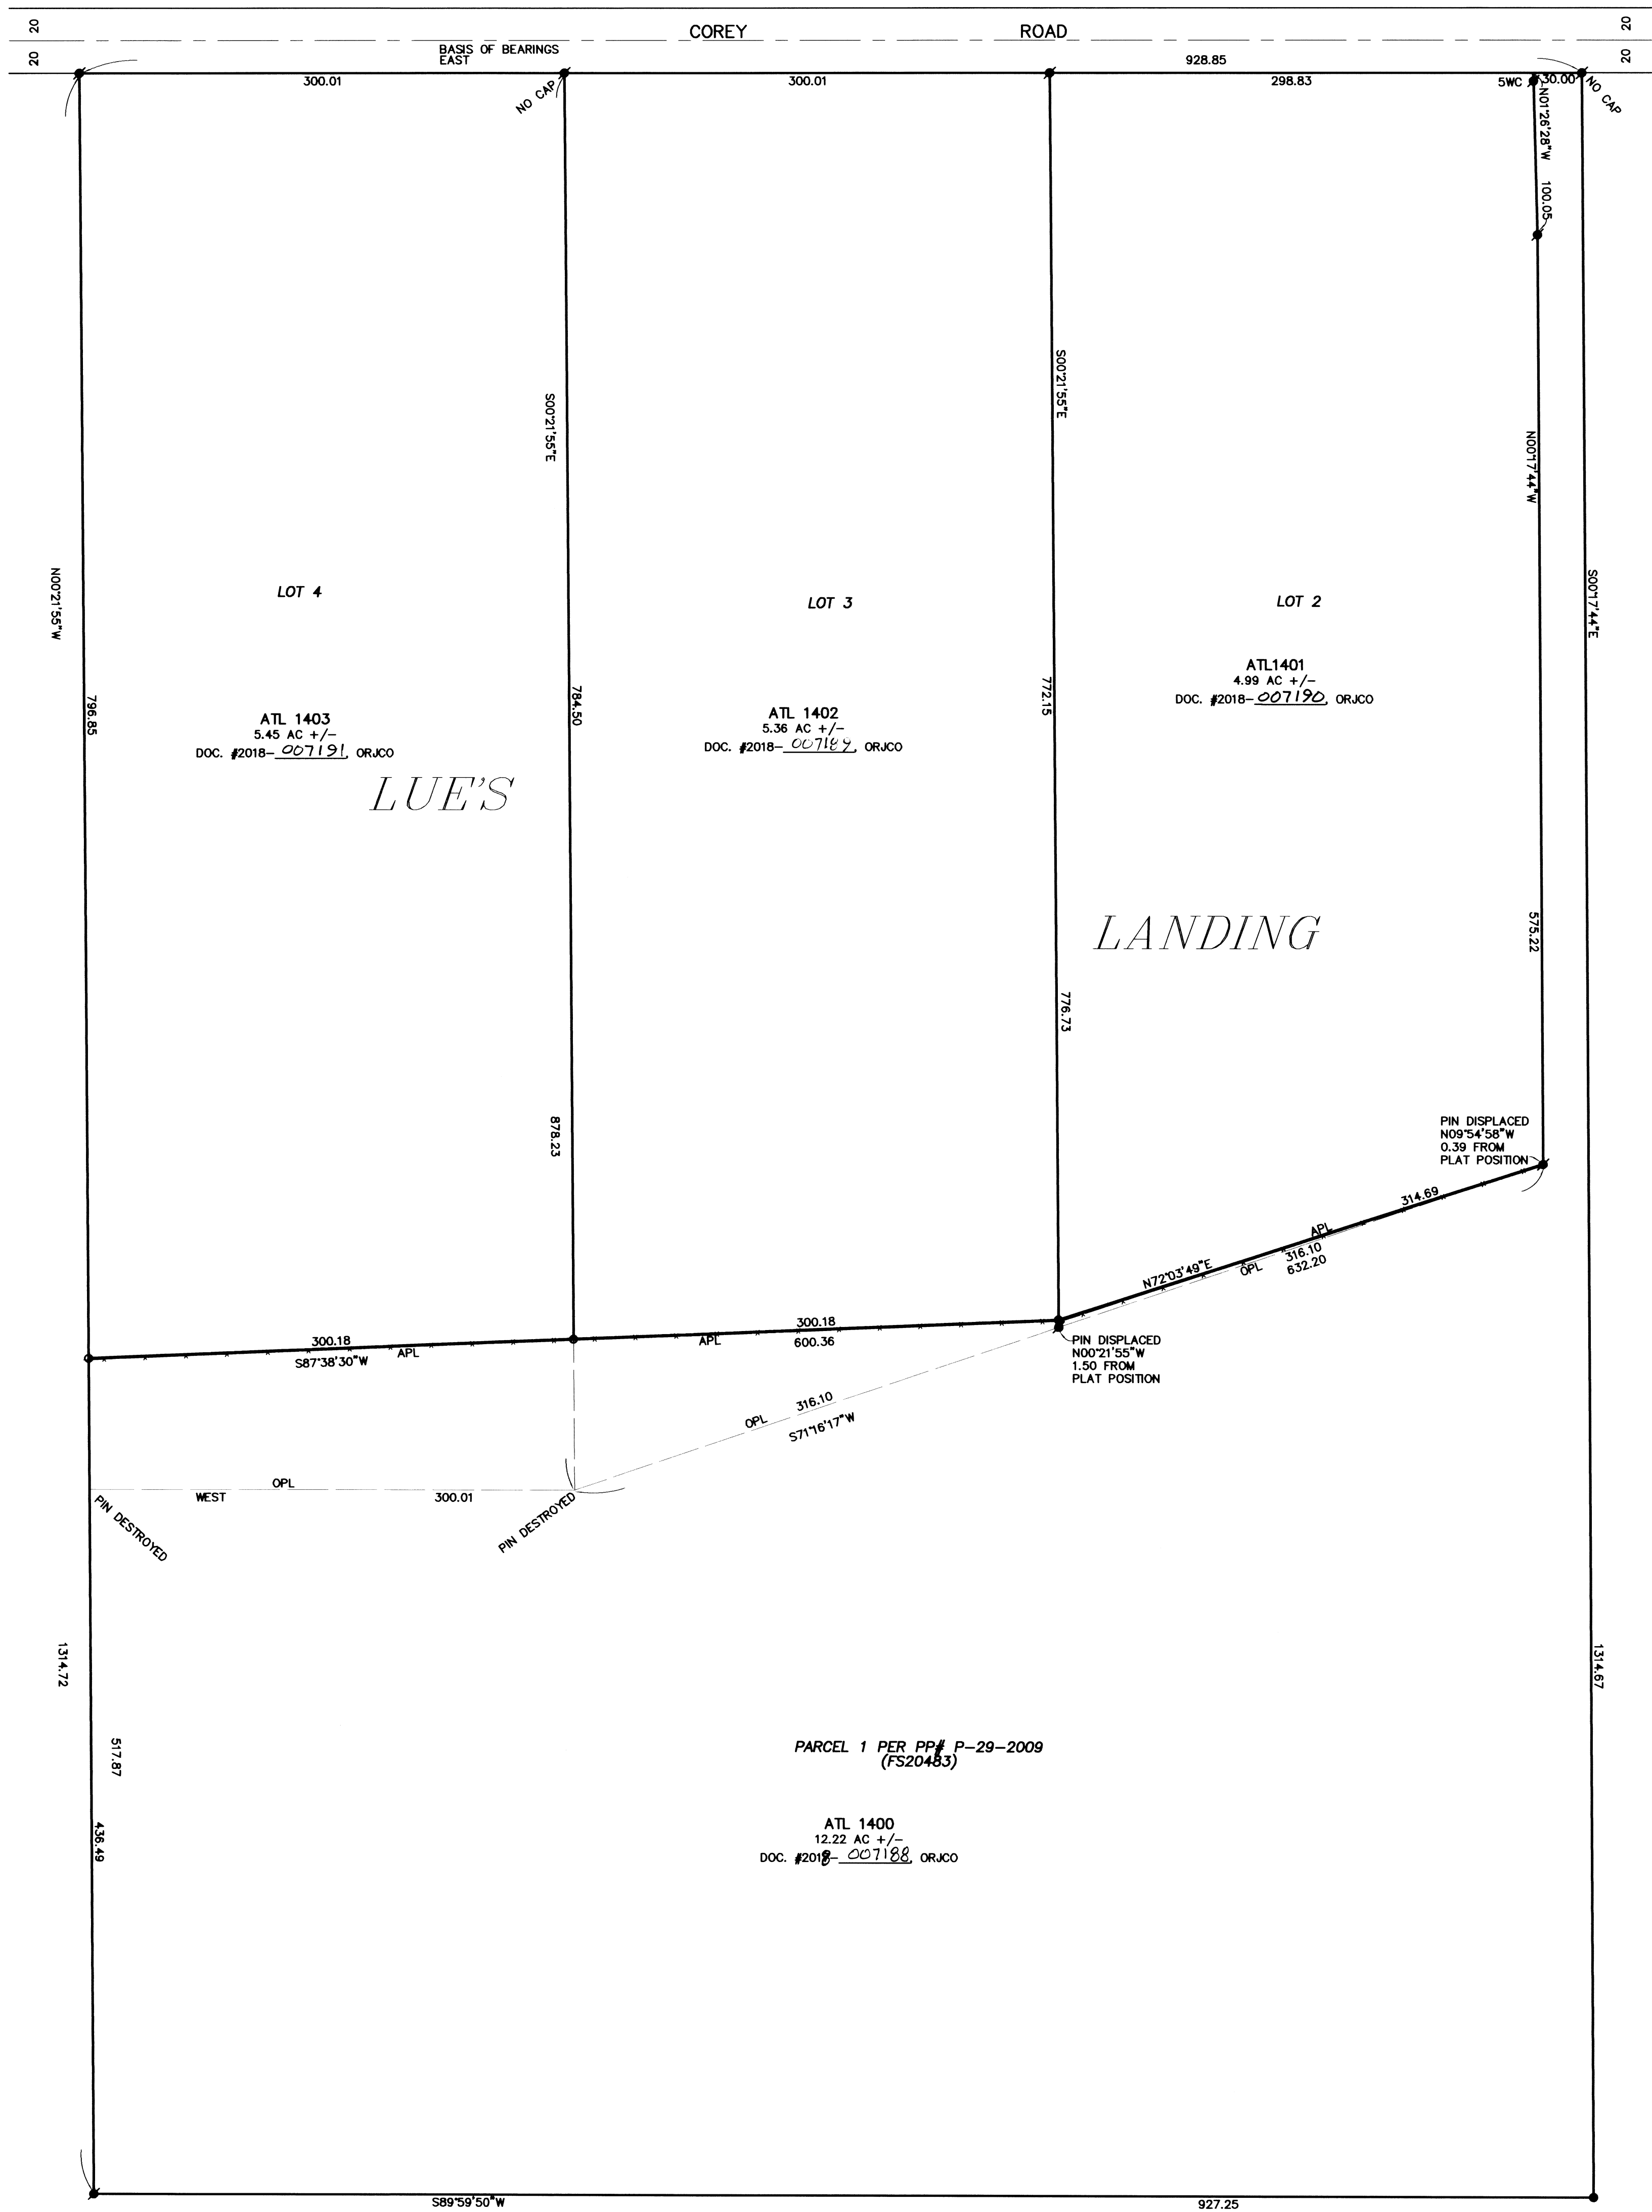 COREY ROAD
20
20
20
20
BASIS OF BEARINGS
EAST
928.85
300.01
300.01
298.83
5WC
30.00
NO CAP
NO CAP
N01°26'28"W 100.05
S00°21'55"E
S00°21'55"E
N00°17'44"W
N00°21'55"W
S00°17'44"E
LOT 4
LOT 3
LOT 2
ATL1401
4.99 AC +/-
DOC. #2018-007190, ORJCO
796.85
784.50
772.15
ATL 1403
5.45 AC +/-
DOC. #2018-007191, ORJCO
ATL 1402
5.36 AC +/-
DOC. #2018-007189, ORJCO
LUE'S
LANDING
575.22
776.73
878.23
PIN DISPLACED
N09°54'58"W
0.39 FROM
PLAT POSITION
314.69
APL
316.10
632.20
OPL
N72°03'49"E
300.18
APL
S87°38'30"W
300.18
APL
600.36
PIN DISPLACED
N00°21'55"W
1.50 FROM
PLAT POSITION
OPL 316.10
S71°16'17"W
OPL
WEST 300.01
PIN DESTROYED
PIN DESTROYED
1314.72
1314.67
517.87
436.49
PARCEL 1 PER PP# P-29-2009
(FS20483)
ATL 1400
12.22 AC +/-
DOC. #2018-007188, ORJCO
S89°59'50"W
927.25